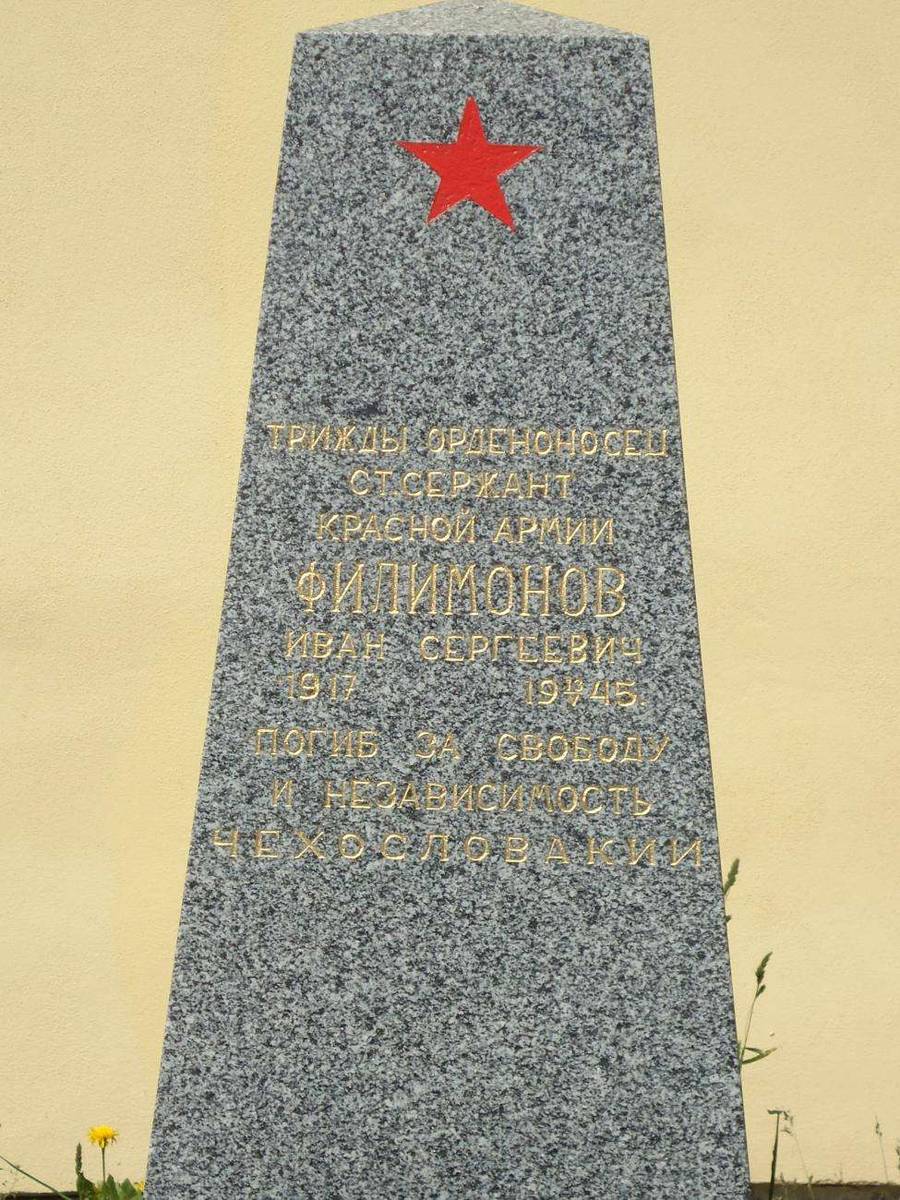 ТРИЖДЫ ОРДЕНОНОСЕЦ
СТ.СЕРЖАНТ
КРАСНОЙ АРМИИ
ФИЛИМОНОВ
ИВАН СЕРГЕЕВИЧ
1917 1945
ПОГИБ ЗА СВОБОДУ
И НЕЗАВИСИМОСТЬ
ЧЕХОСЛОВАКИИ